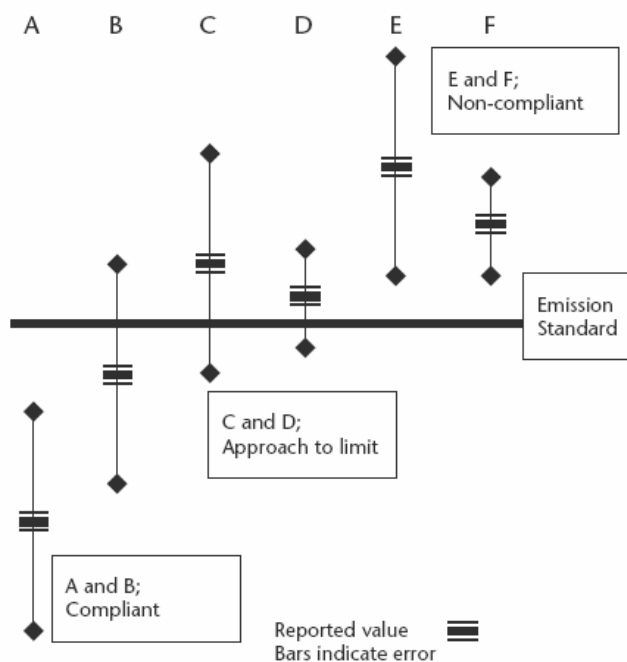 A B C D E F
E and F;
Non-compliant
Emission
Standard
C and D;
Approach to limit
A and B;
Compliant
Reported value
Bars indicate error